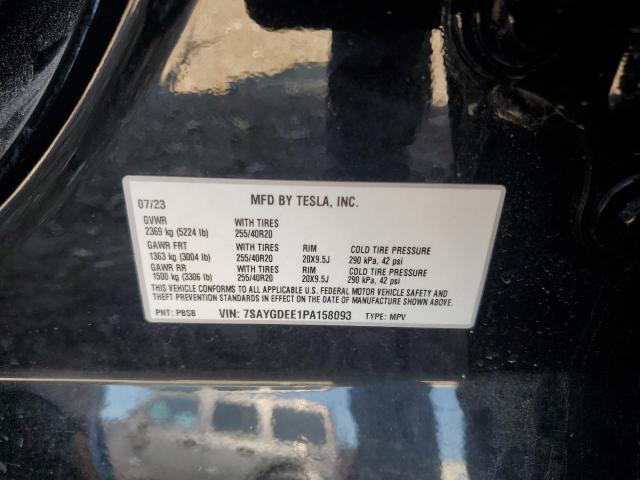 07/23 MFD BY TESLA, INC.
GVWR WITH TIRES
2369 kg (5224 lb) 255/40R20
GAWR FRT WITH TIRES RIM COLD TIRE PRESSURE
1363 kg (3004 lb) 255/40R20 20X9.5J 290 kPa, 42 psi
GAWR RR WITH TIRES RIM COLD TIRE PRESSURE
1500 kg (3306 lb) 255/40R20 20X9.5J 290 kPa, 42 psi
THIS VEHICLE CONFORMS TO ALL APPLICABLE U.S. FEDERAL MOTOR VEHICLE SAFETY AND
THEFT PREVENTION STANDARDS IN EFFECT ON THE DATE OF MANUFACTURE SHOWN ABOVE.
PNT: PBSB VIN: 7SAYGDEE1PA158093 TYPE: MPV